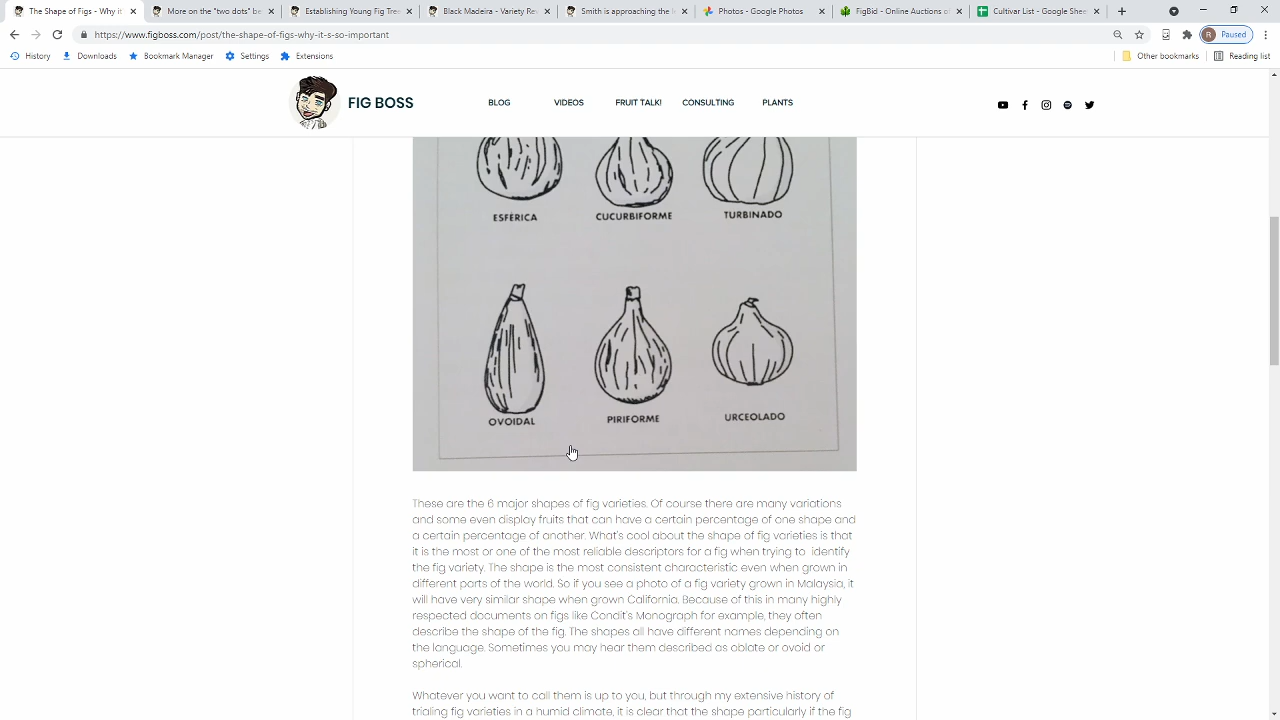 The Shape of Figs - Why it
More on the "two dots" be
Establishing Young Fig Tree
Black Madeira - Variety Re
Smith is approaching the l
Photos - Google Photos
FigBid - Online Auctions o
Cultivar List - Google Shee
https://www.figboss.com/post/the-shape-of-figs-why-it-s-so-important
R Paused
History Downloads Bookmark Manager Settings Extensions Other bookmarks Reading list
FIG BOSS BLOG VIDEOS FRUIT TALK! CONSULTING PLANTS
ESFÉRICA CUCURBIFORME TURBINADO
OVOIDAL PIRIFORME URCEOLADO
These are the 6 major shapes of fig varieties. Of course there are many variations
and some even display fruits that can have a certain percentage of one shape and
a certain percentage of another. What's cool about the shape of fig varieties is that
it is the most or one of the most reliable descriptors for a fig when trying to identify
the fig variety. The shape is the most consistent characteristic even when grown in
different parts of the world. So if you see a photo of a fig variety grown in Malaysia, it
will have very similar shape when grown California. Because of this in many highly
respected documents on figs like Condit's Monograph for example, they often
describe the shape of the fig. The shapes all have different names depending on
the language. Sometimes you may hear them described as oblate or ovoid or
spherical.
Whatever you want to call them is up to you, but through my extensive history of
trialing fig varieties in a humid climate, it is clear that the shape particularly if the fig